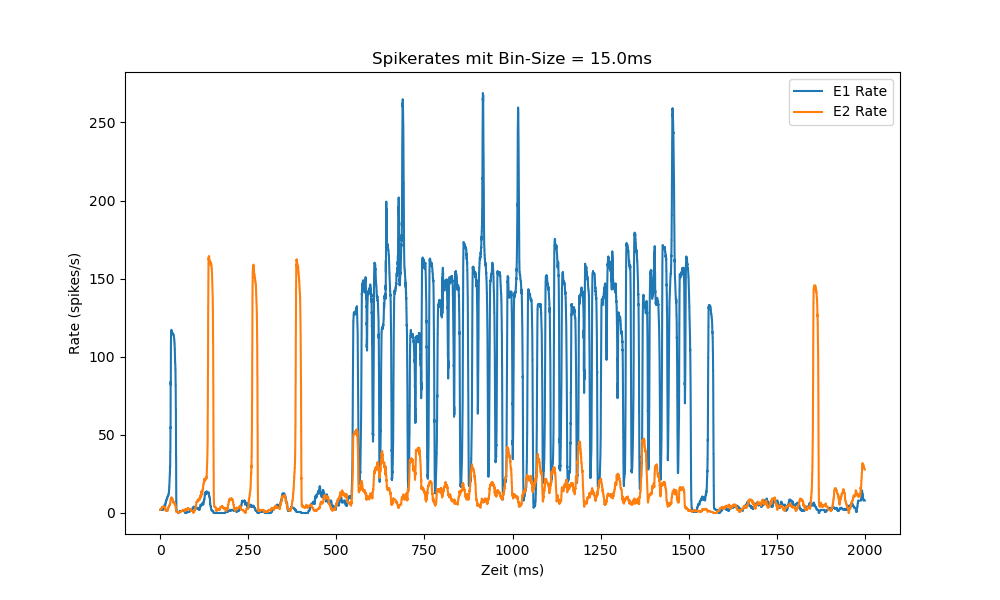 Spikerates mit Bin-Size = 15.0ms
E1 Rate
E2 Rate
250
200
150
100
50
0
Rate (spikes/s)
0 250 500 750 1000 1250 1500 1750 2000
Zeit (ms)